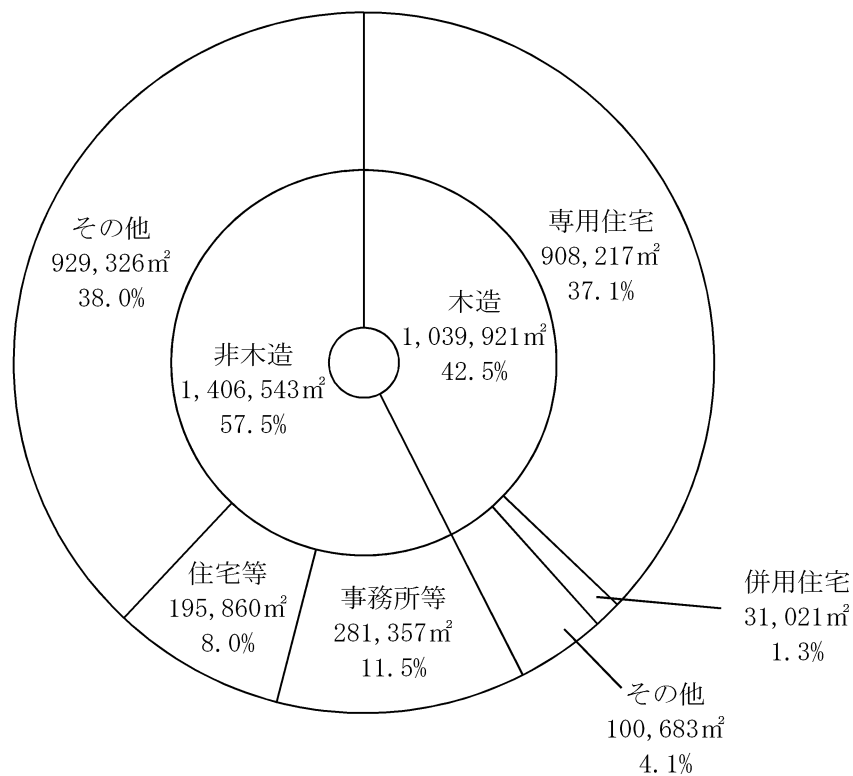 専用住宅
908,217㎡
37.1%
その他
929,326㎡
38.0%
木造
1,039,921㎡
42.5%
非木造
1,406,543㎡
57.5%
住宅等
195,860㎡
8.0%
事務所等
281,357㎡
11.5%
併用住宅
31,021㎡
1.3%
その他
100,683㎡
4.1%